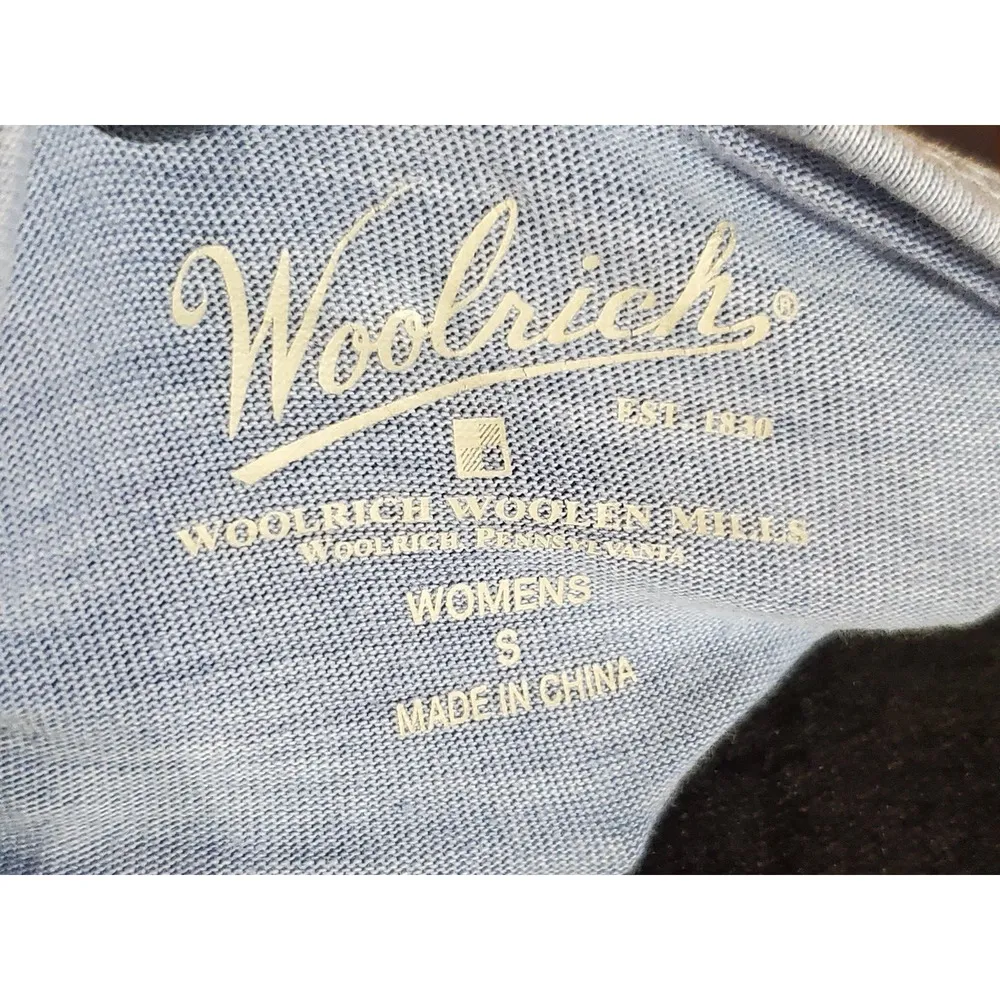 Woolrich®
EST. 1830
WOOLRICH WOOLEN MILLS
WOOLRICH, PENNSYLVANIA
WOMENS
S
MADE IN CHINA